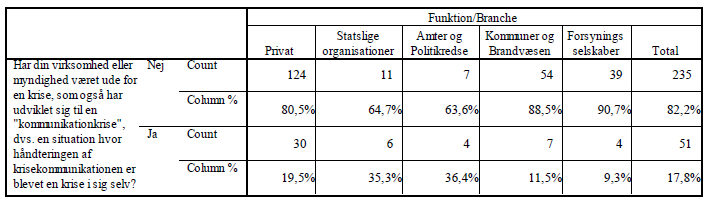 Funktion/Branche
Privat Statslige organisationer Amter og Politikredse Kommuner og Brandvæsen Forsynings selskaber Total
Har din virksomhed eller
myndighed været ude for
en krise, som også har
udviklet sig til en
"kommunikationkrise",
dvs. en situation hvor
håndteringen af
krisekommunikationen er
blevet en krise i sig selv?
Nej Count 124 11 7 54 39 235
Column % 80,5% 64,7% 63,6% 88,5% 90,7% 82,2%
Ja Count 30 6 4 7 4 51
Column % 19,5% 35,3% 36,4% 11,5% 9,3% 17,8%